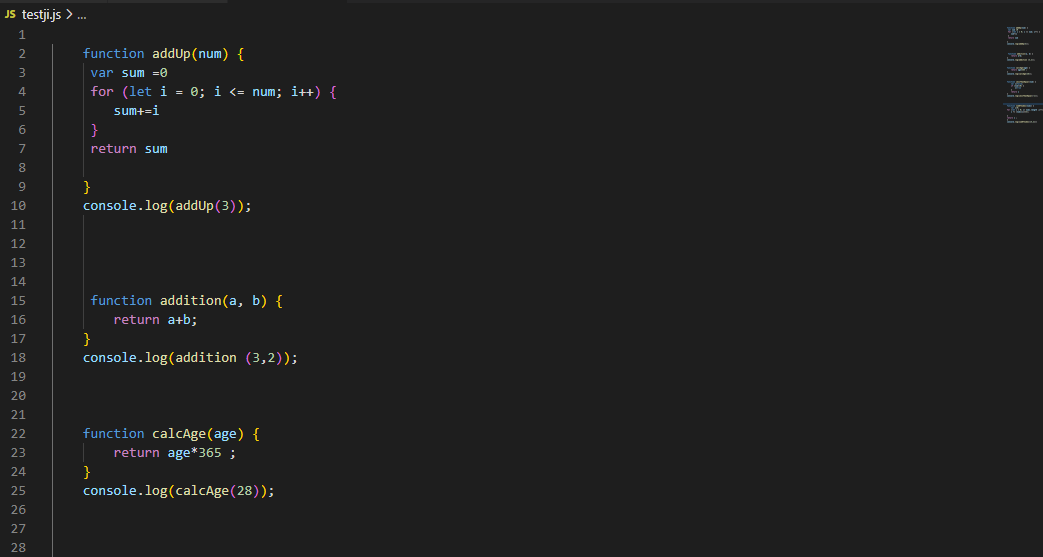 JS testji.js > ...
1
2 function addUp(num) {
3 var sum =0
4 for (let i = 0; i <= num; i++) {
5 sum+=i
6 }
7 return sum
8
9 }
10 console.log(addUp(3));
11
12
13
14
15 function addition(a, b) {
16 return a+b;
17 }
18 console.log(addition (3,2));
19
20
21
22 function calcAge(age) {
23 return age*365 ;
24 }
25 console.log(calcAge(28));
26
27
28